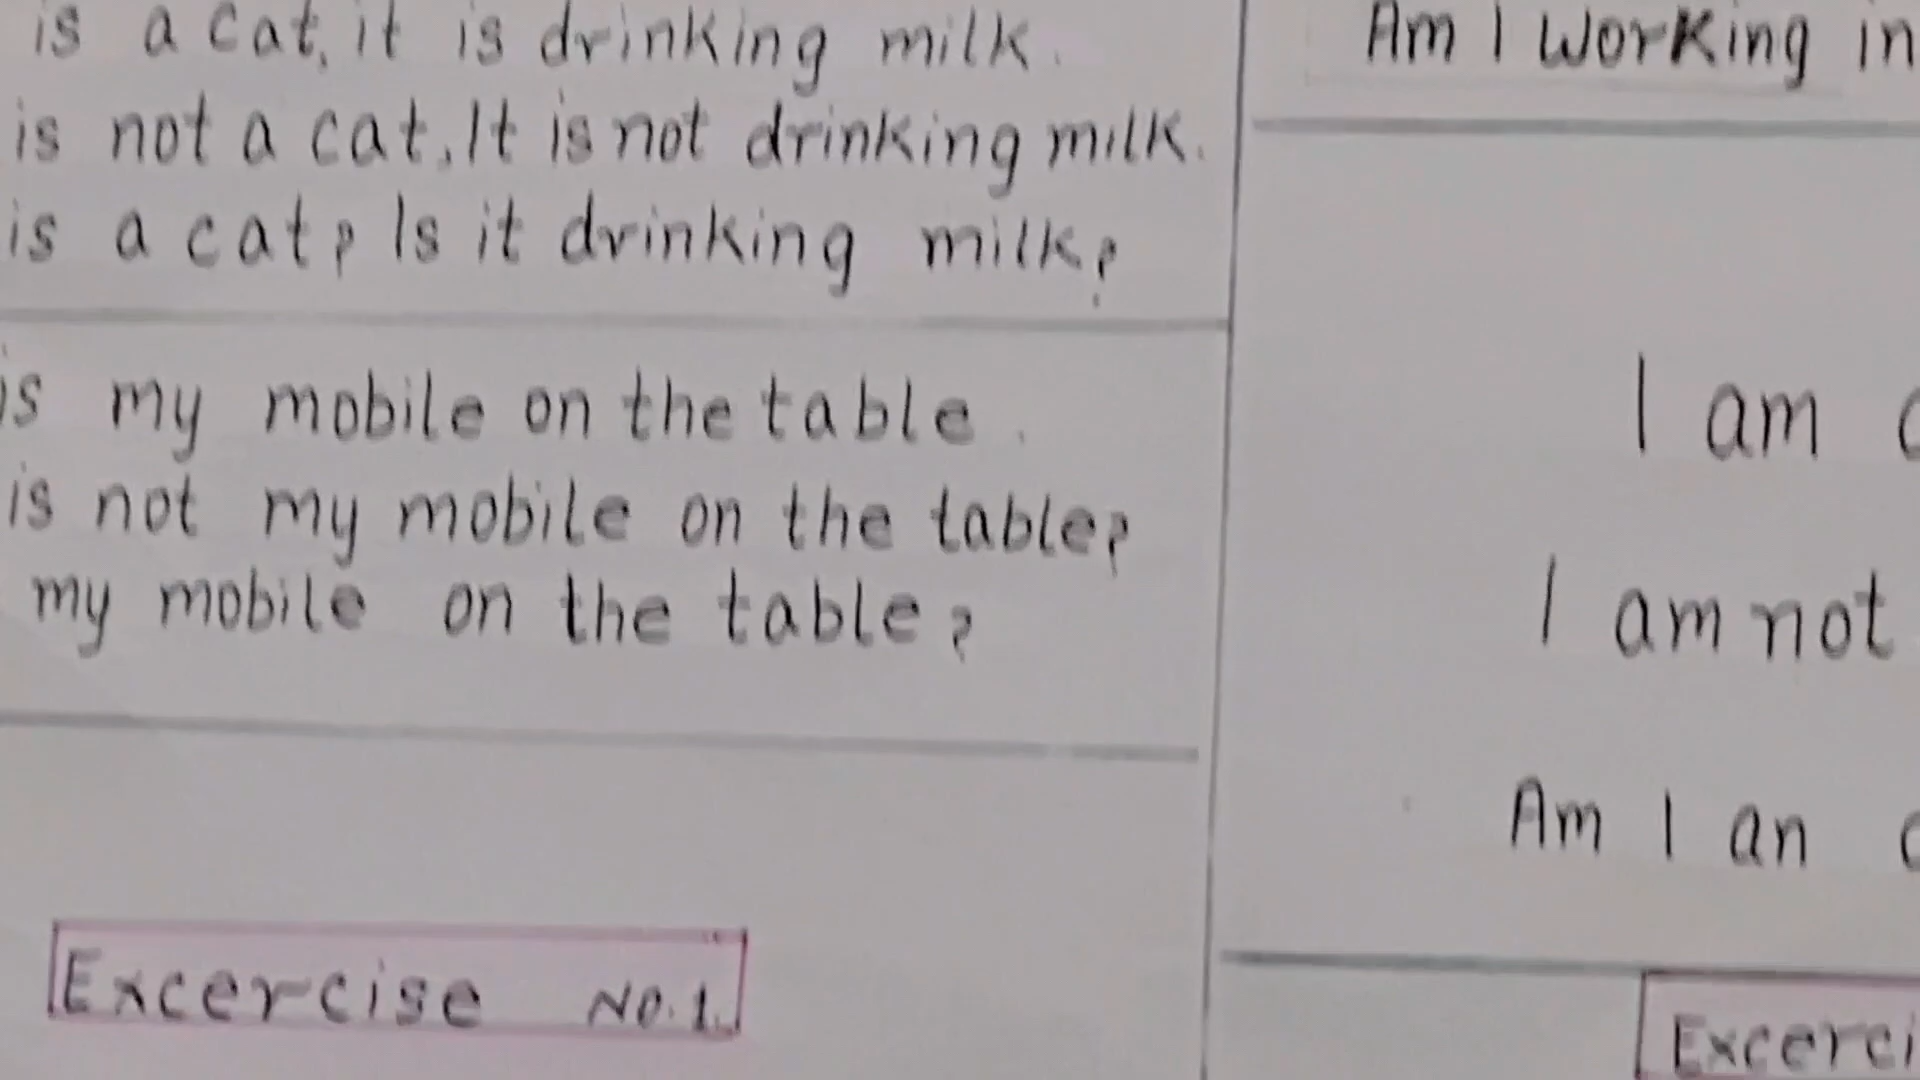 is a cat, it is drinking milk.
is not a cat. It is not drinking milk.
is a cat? Is it drinking milk?
is my mobile on the table.
is not my mobile on the table?
my mobile on the table?
Excercise No.1.
Am I Working in
I am
I am not
Am I an
Excerci